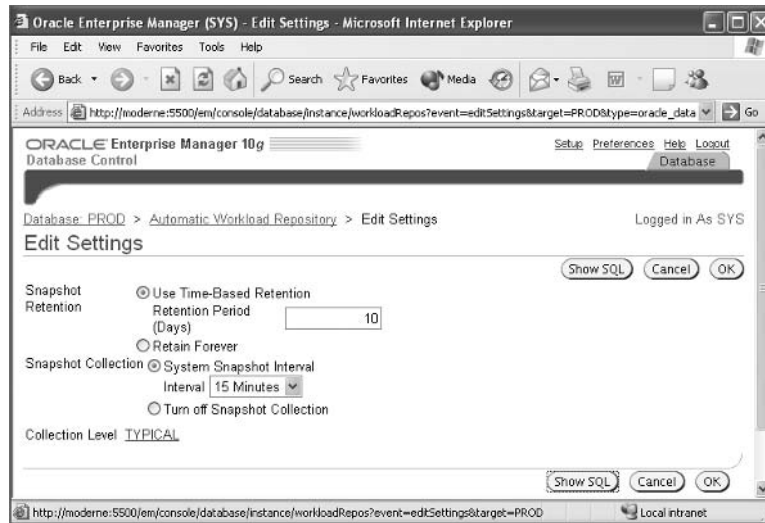 Oracle Enterprise Manager (SYS) - Edit Settings - Microsoft Internet Explorer
File Edit View Favorites Tools Help
Back Search Favorites Media
Address http://moderne:5500/em/console/database/instance/workloadRepos?event=editSettings&target=PROD&type=oracle_data Go
ORACLE Enterprise Manager 10g
Database Control
Setup Preferences Help Logout
Database
Database: PROD > Automatic Workload Repository > Edit Settings Logged in As SYS
Edit Settings
Show SQL Cancel OK
Snapshot Retention
Use Time-Based Retention
Retention Period (Days) 10
Retain Forever
Snapshot Collection System Snapshot Interval
Interval 15 Minutes
Turn off Snapshot Collection
Collection Level TYPICAL
Show SQL Cancel OK
http://moderne:5500/em/console/database/instance/workloadRepos?event=editSettings&target=PROD Local intranet